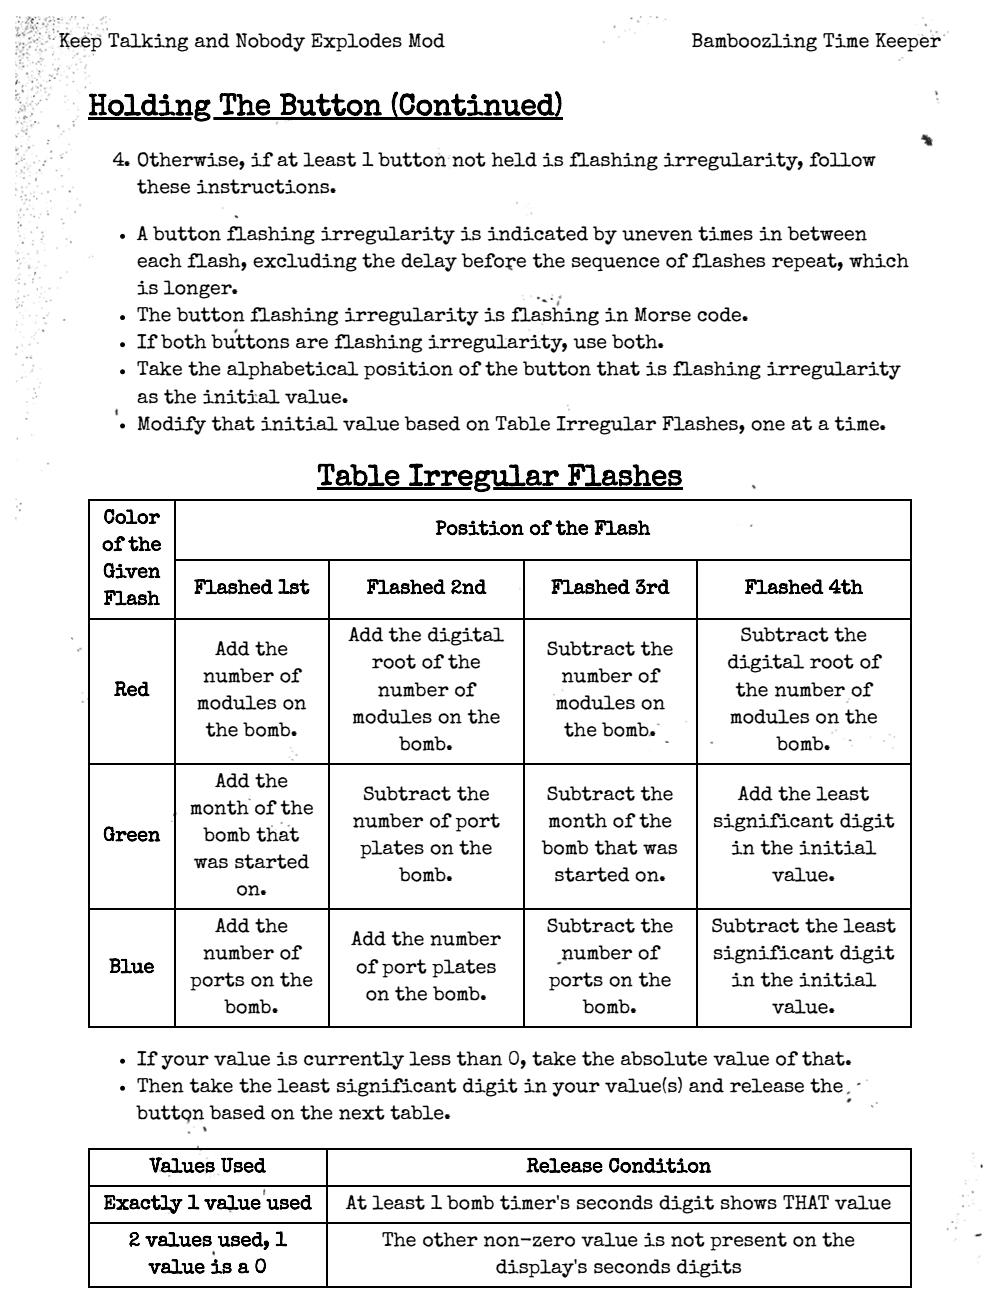 Keep Talking and Nobody Explodes Mod
Bamboozling Time Keeper
Holding The Button (Continued)
4. Otherwise, if at least 1 button not held is flashing irregularity, follow
these instructions.
• A button flashing irregularity is indicated by uneven times in between
each flash, excluding the delay before the sequence of flashes repeat, which
is longer.
• The button flashing irregularity is flashing in Morse code.
• If both buttons are flashing irregularity, use both.
• Take the alphabetical position of the button that is flashing irregularity
as the initial value.
• Modify that initial value based on Table Irregular Flashes, one at a time.
Table Irregular Flashes
Color
of the
Given
Flash
Position of the Flash
Flashed 1st
Flashed 2nd
Flashed 3rd
Flashed 4th
Red
Add the
number of
modules on
the bomb.
Add the digital
root of the
number of
modules on the
bomb.
Subtract the
number of
modules on
the bomb.
Subtract the
digital root of
the number of
modules on the
bomb.
Green
Add the
month of the
bomb that
was started
on.
Subtract the
number of port
plates on the
bomb.
Subtract the
month of the
bomb that was
started on.
Add the least
significant digit
in the initial
value.
Blue
Add the
number of
ports on the
bomb.
Add the number
of port plates
on the bomb.
Subtract the
number of
ports on the
bomb.
Subtract the least
significant digit
in the initial
value.
• If your value is currently less than 0, take the absolute value of that.
• Then take the least significant digit in your value(s) and release the
button based on the next table.
Values Used
Release Condition
Exactly 1 value used
At least 1 bomb timer's seconds digit shows THAT value
2 values used, 1
value is a 0
The other non-zero value is not present on the
display's seconds digits